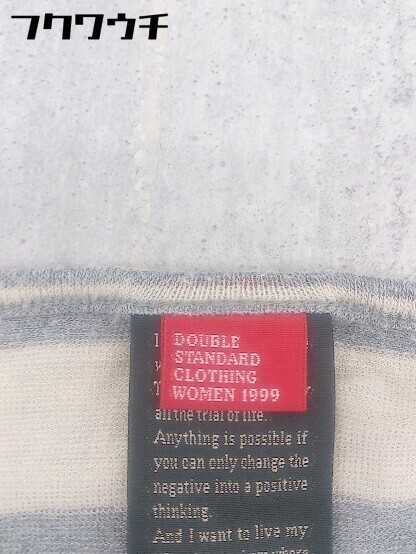 フクワウチ
DOUBLE
STANDARD
CLOTHING
WOMEN 1999
all the trial of life.
Anything is possible if
you can only change the
negative into a positive
thinking.
And I want to live my